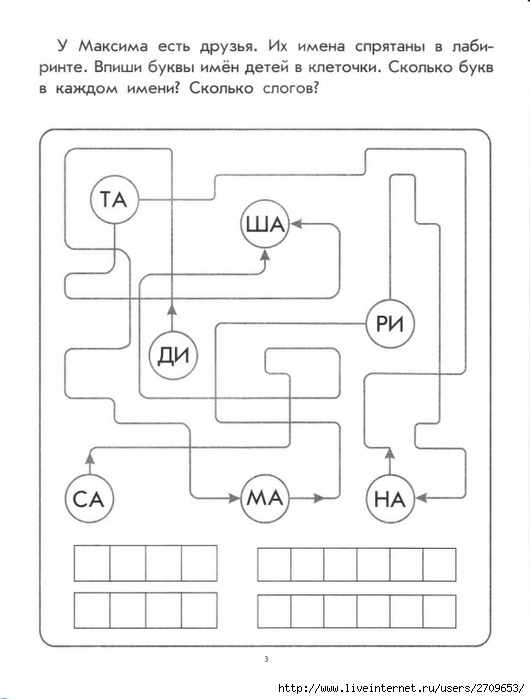 У Максима есть друзья. Их имена спрятаны в лаби-
ринте. Впиши буквы имён детей в клеточки. Сколько букв
в каждом имени? Сколько слогов?
ТА
ША
РИ
ДИ
СА
МА
НА
3
http://www.liveinternet.ru/users/2709653/